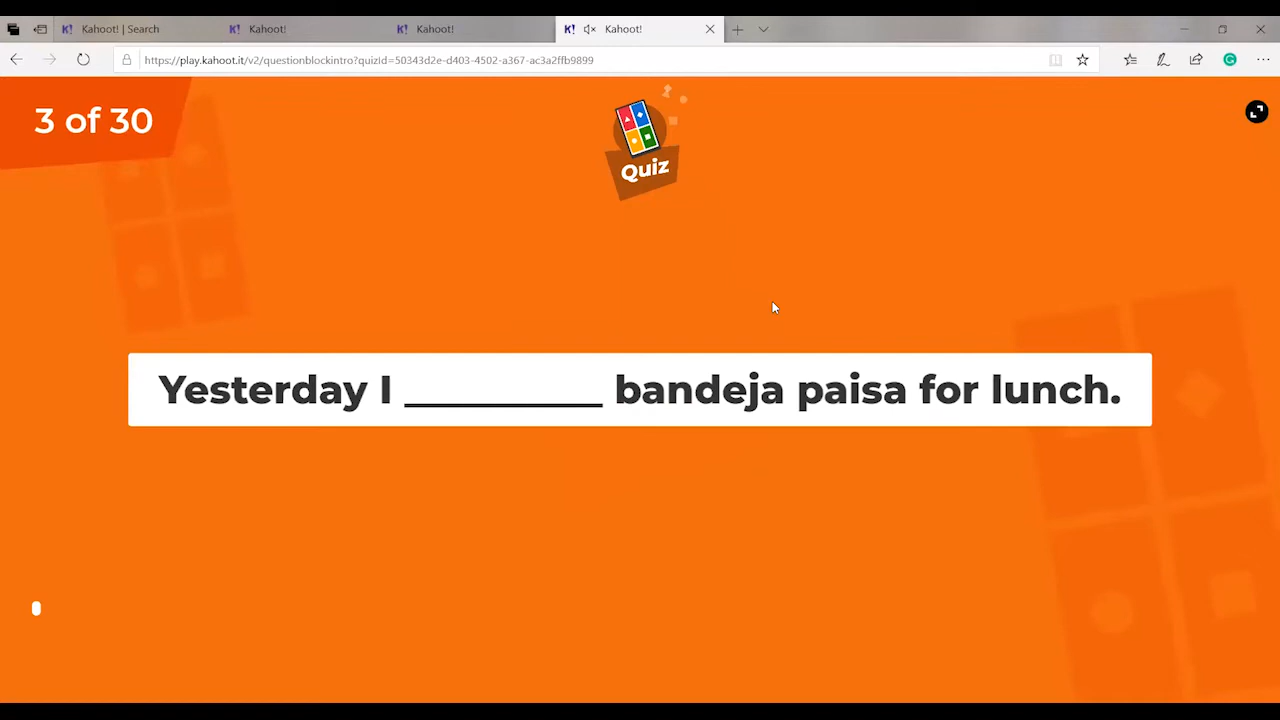 Kahoot! | Search
Kahoot!
Kahoot!
Kahoot!
https://play.kahoot.it/v2/questionblockintro?quizId=50343d2e-d403-4502-a367-ac3a2ffb9899
3 of 30
Quiz
Yesterday I __________ bandeja paisa for lunch.